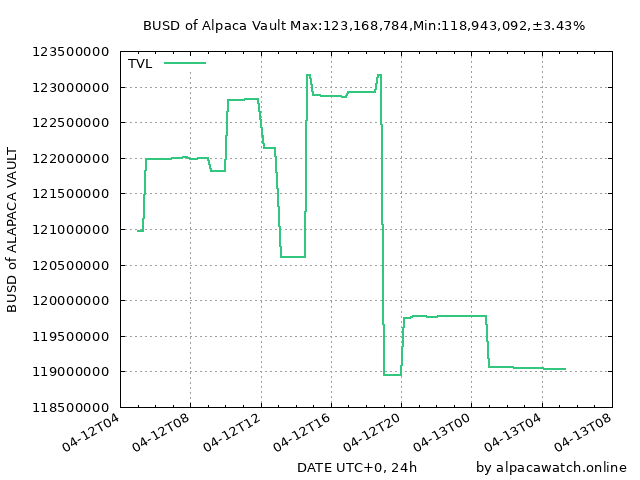 BUSD of Alpaca Vault Max:123,168,784,Min:118,943,092,±3.43%
TVL
123500000
123000000
122500000
122000000
121500000
121000000
120500000
120000000
119500000
119000000
118500000
BUSD of ALAPACA VAULT
04-12T04
04-12T08
04-12T12
04-12T16
04-12T20
04-13T00
04-13T04
04-13T08
DATE UTC+0, 24h
by alpacawatch.online